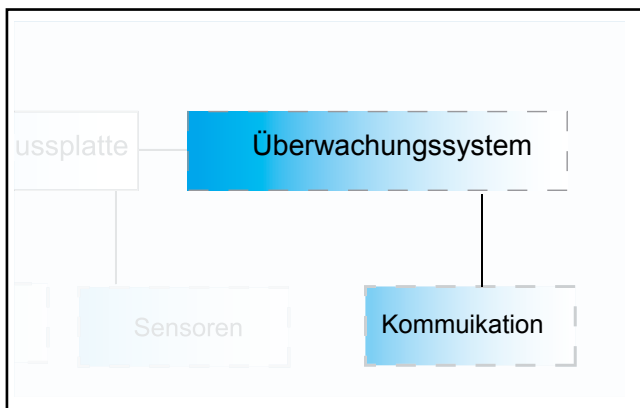 ussplatte
Überwachungssystem
Sensoren
Kommuikation